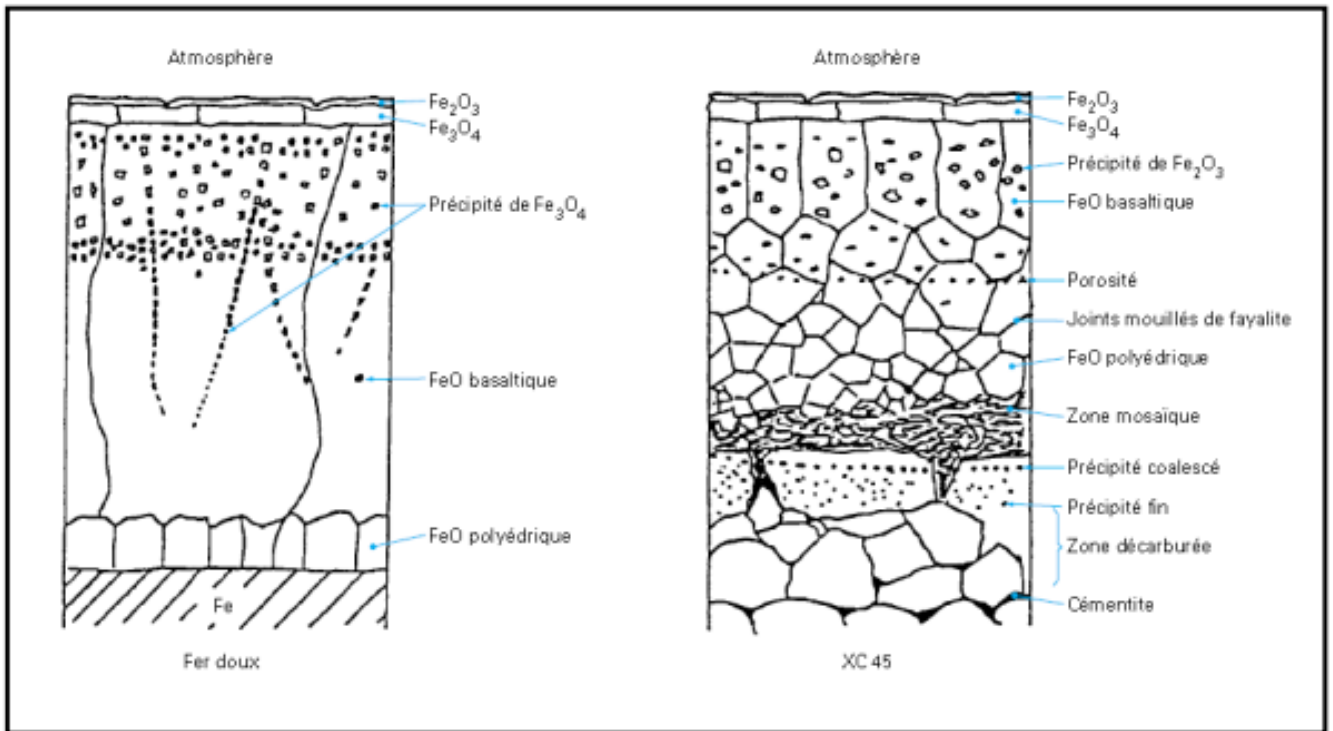 Atmosphère
Fe₂O₃
Fe₃O₄
Précipité de Fe₃O₄
FeO basaltique
FeO polyédrique
Fe
Fer doux
Atmosphère
Fe₂O₃
Fe₃O₄
Précipité de Fe₂O₃
FeO basaltique
Porosité
Joints mouillés de fayalite
FeO polyédrique
Zone mosaïque
Précipité coalescé
Précipité fin
Zone décarburée
Cémentite
XC 45